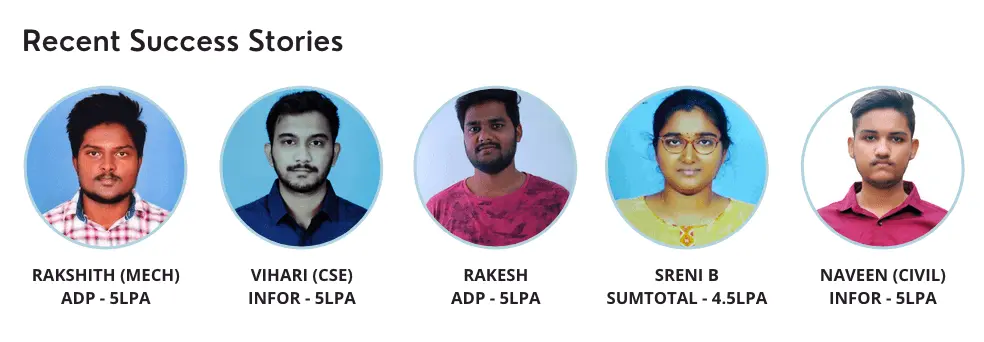 Recent Success Stories
RAKSHITH (MECH)
ADP - 5LPA
VIHARI (CSE)
INFOR - 5LPA
RAKESH
ADP - 5LPA
SRENI B
SUMTOTAL - 4.5LPA
NAVEEN (CIVIL)
INFOR - 5LPA